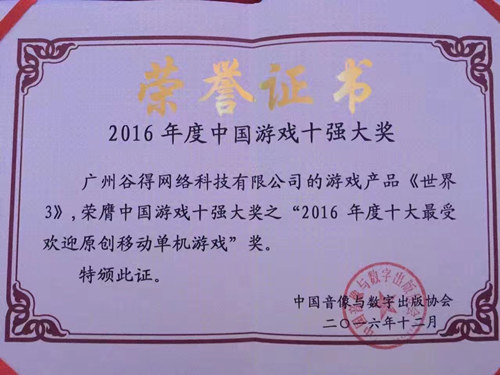 荣誉证书
2016年度中国游戏十强大奖
广州谷得网络科技有限公司的游戏产品《世界
3》,荣膺中国游戏十强大奖之“2016 年度十大最受
欢迎原创移动单机游戏”奖。
特颁此证。
中国音像与数字出版协会
二〇一六年十二月